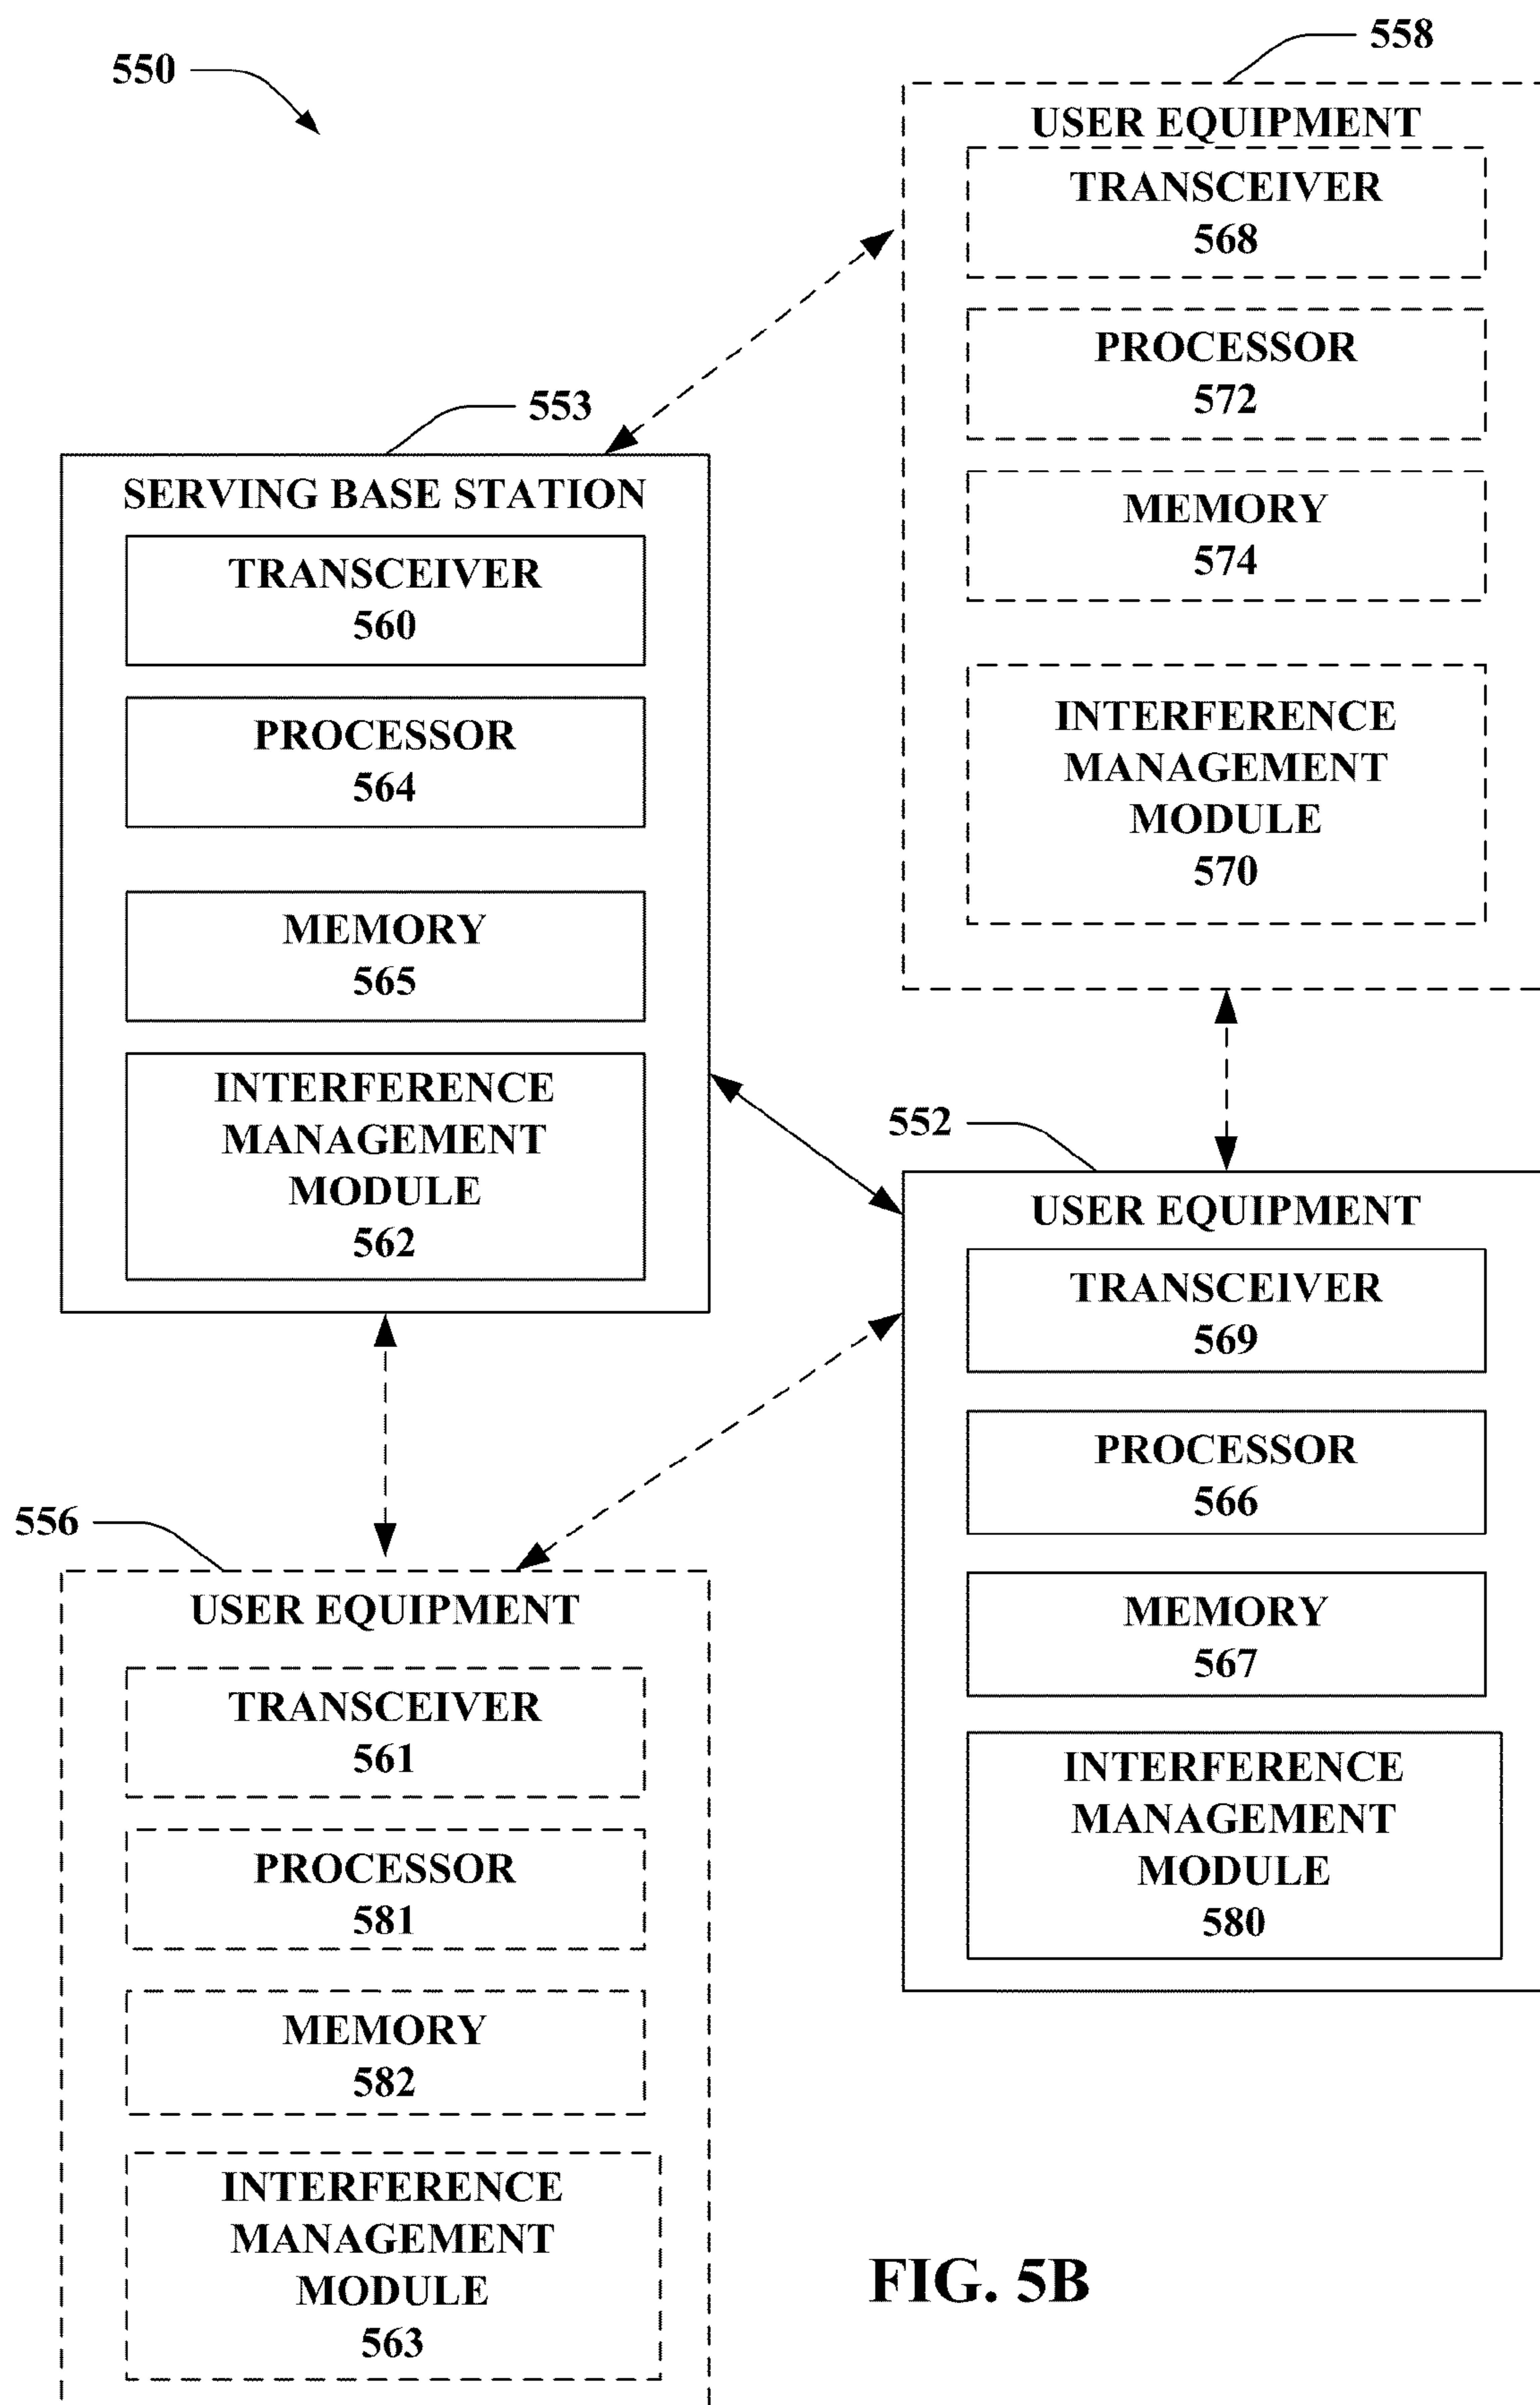 550
558
USER EQUIPMENT
TRANSCEIVER
568
PROCESSOR
572
MEMORY
574
INTERFERENCE
MANAGEMENT
MODULE
570
553
SERVING BASE STATION
TRANSCEIVER
560
PROCESSOR
564
MEMORY
565
INTERFERENCE
MANAGEMENT
MODULE
562
552
USER EQUIPMENT
TRANSCEIVER
569
PROCESSOR
566
MEMORY
567
INTERFERENCE
MANAGEMENT
MODULE
580
556
USER EQUIPMENT
TRANSCEIVER
561
PROCESSOR
581
MEMORY
582
INTERFERENCE
MANAGEMENT
MODULE
563
FIG. 5B